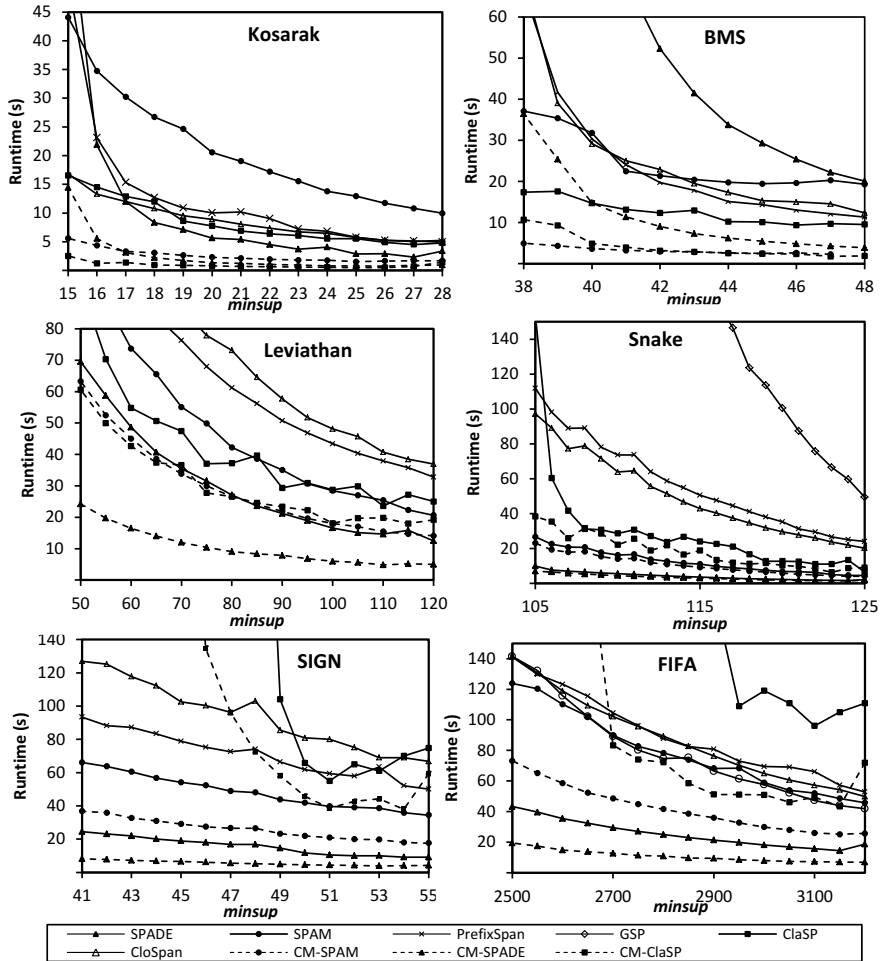 Kosarak
Runtime (s)
45
40
35
30
25
20
15
10
5
15 16 17 18 19 20 21 22 23 24 25 26 27 28
minsup
BMS
Runtime (s)
60
50
40
30
20
10
38 40 42 44 46 48
minsup
Leviathan
Runtime (s)
80
70
60
50
40
30
20
10
50 60 70 80 90 100 110 120
minsup
Snake
Runtime (s)
140
120
100
80
60
40
20
105 115 125
minsup
SIGN
Runtime (s)
140
120
100
80
60
40
20
41 43 45 47 49 51 53 55
minsup
FIFA
Runtime (s)
140
120
100
80
60
40
20
2500 2700 2900 3100
minsup
SPADE SPAM PrefixSpan GSP ClaSP
CloSpan CM-SPAM CM-SPADE CM-ClaSP